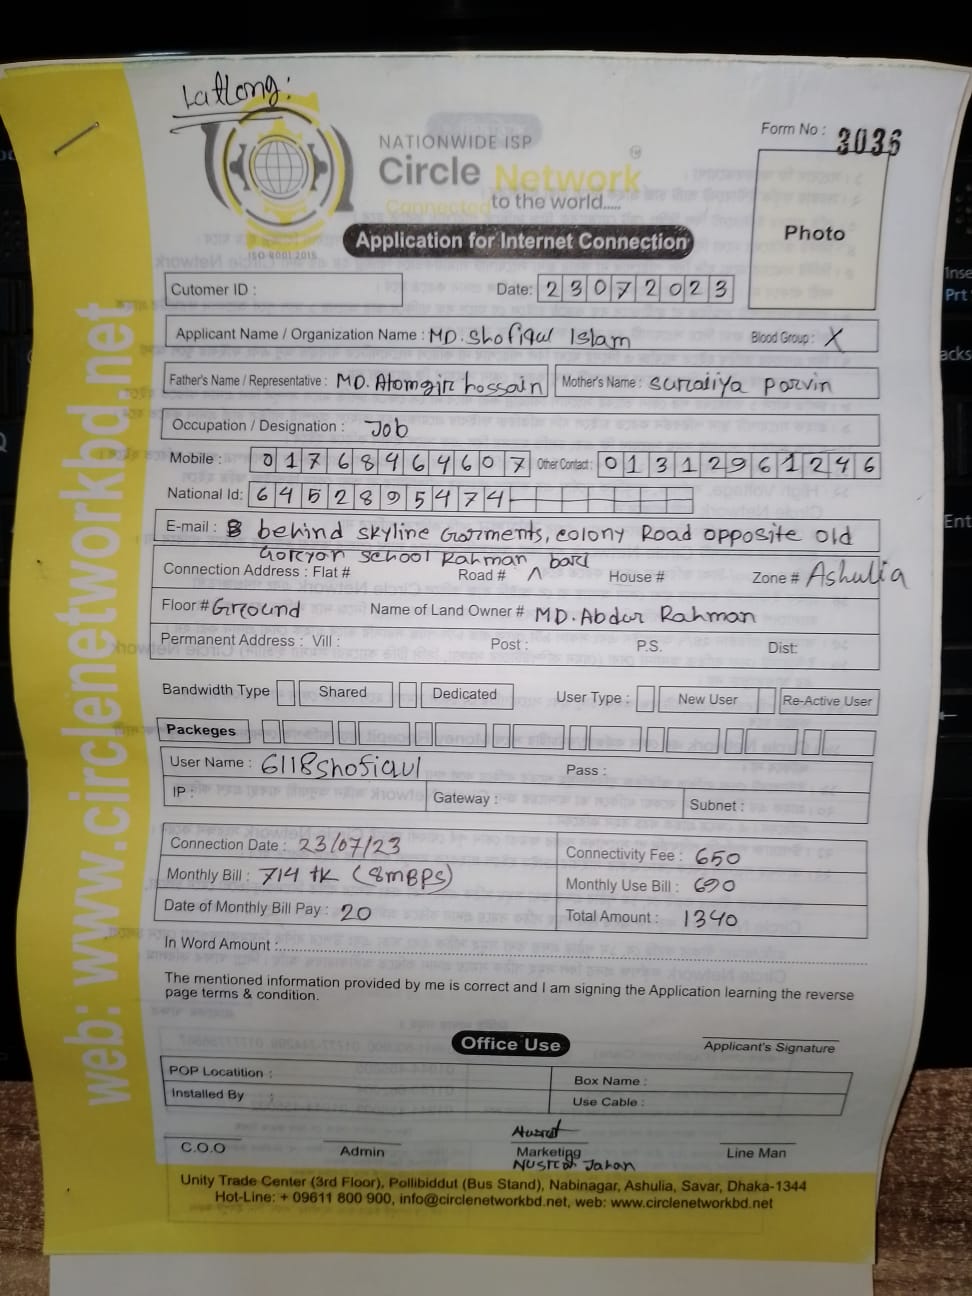 Latlong:
NATIONWIDE ISP
Circle Network
Connected to the world.....
ISO-9001:2015
Form No : 3036
Photo
Application for Internet Connection
Cutomer ID :
Date: 23072023
Applicant Name / Organization Name : MD. Shofiqul Islam Blood Group : X
Father's Name / Representative : MD. Alomgir hossain Mother's Name : Suraiya Parvin
Occupation / Designation : Job
Mobile : 01768464607 Other Contact : 01312961246
National Id: 6452895474
E-mail : behind skyline Garments, colony Road opposite old
school Rahman bard
Connection Address : Flat # Road # House # Zone # Ashulia
Floor # Ground Name of Land Owner # MD. Abdur Rahman
Permanent Address : Vill : Post : P.S. Dist:
Bandwidth Type Shared Dedicated User Type : New User Re-Active User
Packeges
User Name : 6118Shofiqul Pass :
IP : Gateway : Subnet :
Connection Date : 23/07/23 Connectivity Fee : 650
Monthly Bill : 714 tk (8MBPS) Monthly Use Bill : 690
Date of Monthly Bill Pay : 20 Total Amount : 1340
In Word Amount :
The mentioned information provided by me is correct and I am signing the Application learning the reverse
page terms & condition.
Office Use
Applicant's Signature
POP Locatition : Box Name :
Installed By : Use Cable :
Nusrat
C.O.O Admin Marketing Line Man
Nusrat Jahan
Unity Trade Center (3rd Floor), Pollibiddut (Bus Stand), Nabinagar, Ashulia, Savar, Dhaka-1344
Hot-Line: + 09611 800 900, info@circlenetworkbd.net, web: www.circlenetworkbd.net
web: www.circlenetworkbd.net